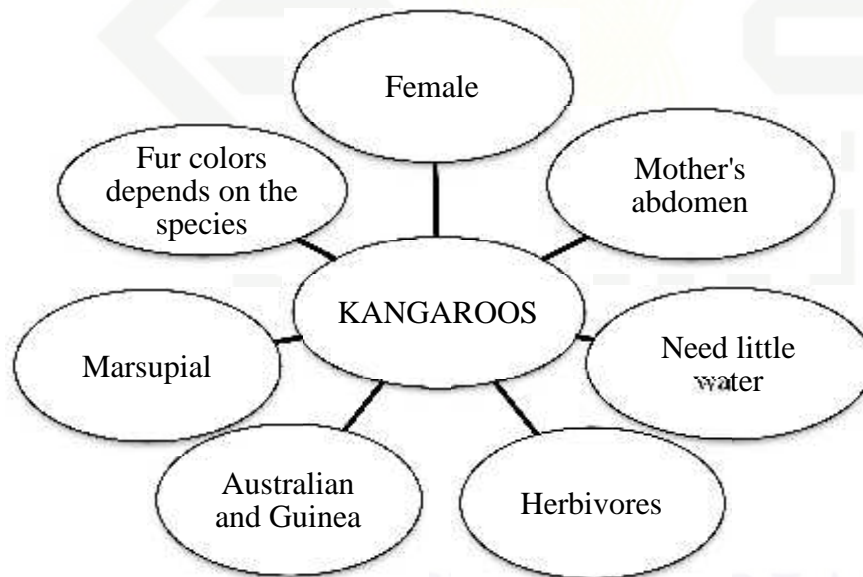 Female
Fur colors
depends on the
species
Mother's
abdomen
KANGAROOS
Marsupial
Need little
water
Australian
and Guinea
Herbivores